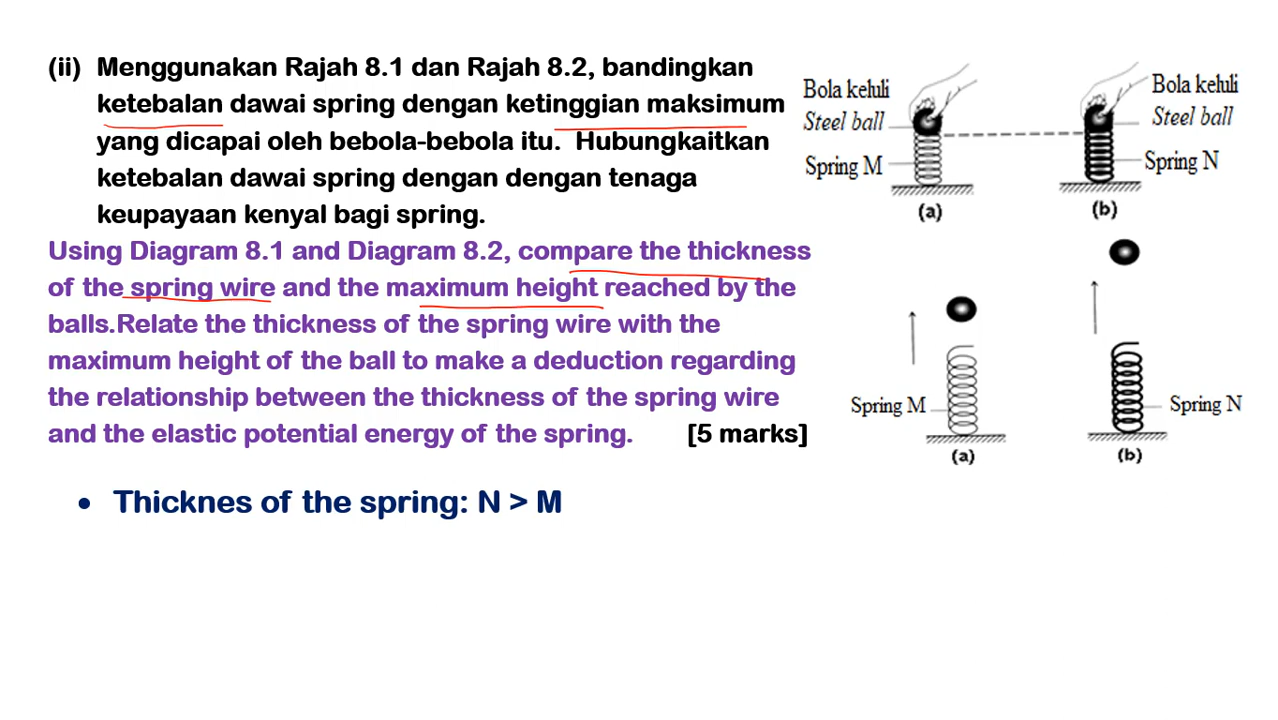 (ii) Menggunakan Rajah 8.1 dan Rajah 8.2, bandingkan
ketebalan dawai spring dengan ketinggian maksimum
yang dicapai oleh bebola-bebola itu. Hubungkaitkan
ketebalan dawai spring dengan dengan tenaga
keupayaan kenyal bagi spring.
Using Diagram 8.1 and Diagram 8.2, compare the thickness
of the spring wire and the maximum height reached by the
balls.Relate the thickness of the spring wire with the
maximum height of the ball to make a deduction regarding
the relationship between the thickness of the spring wire
and the elastic potential energy of the spring. [5 marks]
• Thicknes of the spring: N > M
Bola keluli
Steel ball
Spring M
(a)
Bola keluli
Steel ball
Spring N
(b)
Spring M
(a)
Spring N
(b)